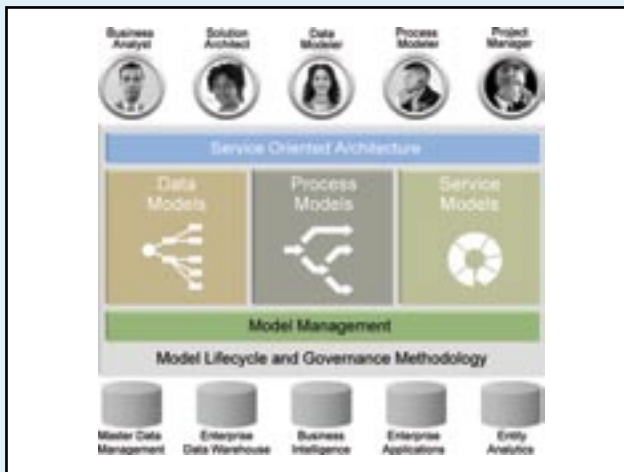 Business
Analyst
Solution
Architect
Data
Modeler
Process
Modeler
Project
Manager
Service Oriented Architecture
Data
Models
Process
Models
Service
Models
Model Management
Model Lifecycle and Governance Methodology
Master Data
Management
Enterprise
Data Warehouse
Business
Intelligence
Enterprise
Applications
Entity
Analytics